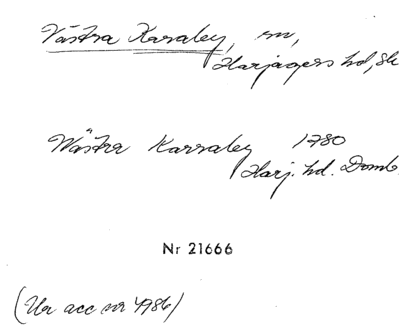 Västra Karaby, sn,
Harjagers hd, Sk
Wästra Karraby 1780
Harj. hd. Domb.
Nr 21666
(Ur acc nr 4986)